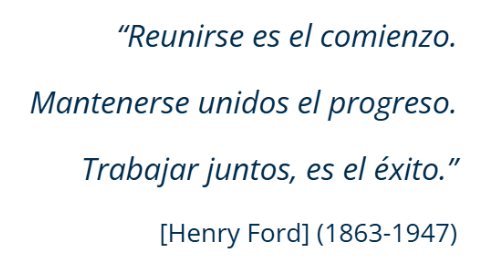 “Reunirse es el comienzo.
Mantenerse unidos el progreso.
Trabajar juntos, es el éxito.”
[Henry Ford] (1863-1947)